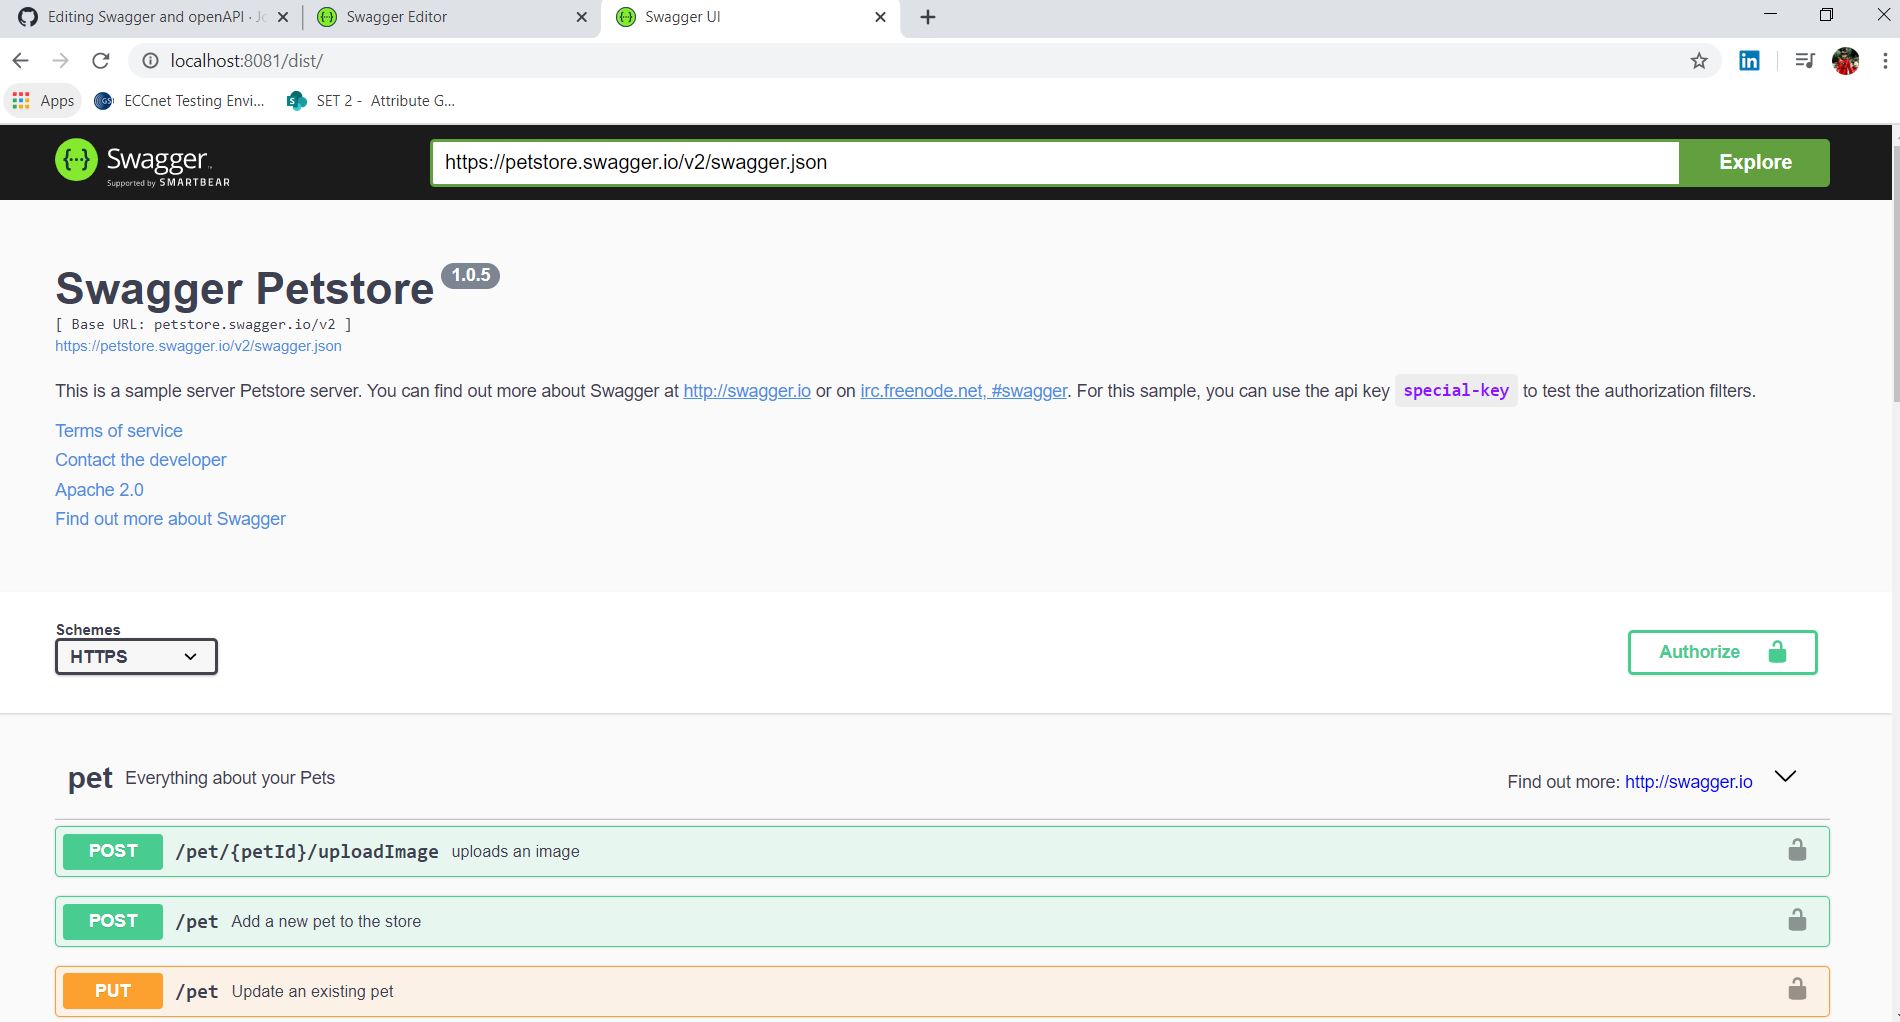 Editing Swagger and openAPI · Jo
Swagger Editor
Swagger UI
localhost:8081/dist/
Apps
ECCnet Testing Envi...
SET 2 - Attribute G...
Swagger
Supported by SMARTBEAR
https://petstore.swagger.io/v2/swagger.json
Explore
Swagger Petstore 1.0.5
[ Base URL: petstore.swagger.io/v2 ]
https://petstore.swagger.io/v2/swagger.json
This is a sample server Petstore server. You can find out more about Swagger at http://swagger.io or on irc.freenode.net, #swagger. For this sample, you can use the api key special-key to test the authorization filters.
Terms of service
Contact the developer
Apache 2.0
Find out more about Swagger
Schemes
HTTPS
Authorize
pet Everything about your Pets
Find out more: http://swagger.io
POST /pet/{petId}/uploadImage uploads an image
POST /pet Add a new pet to the store
PUT /pet Update an existing pet